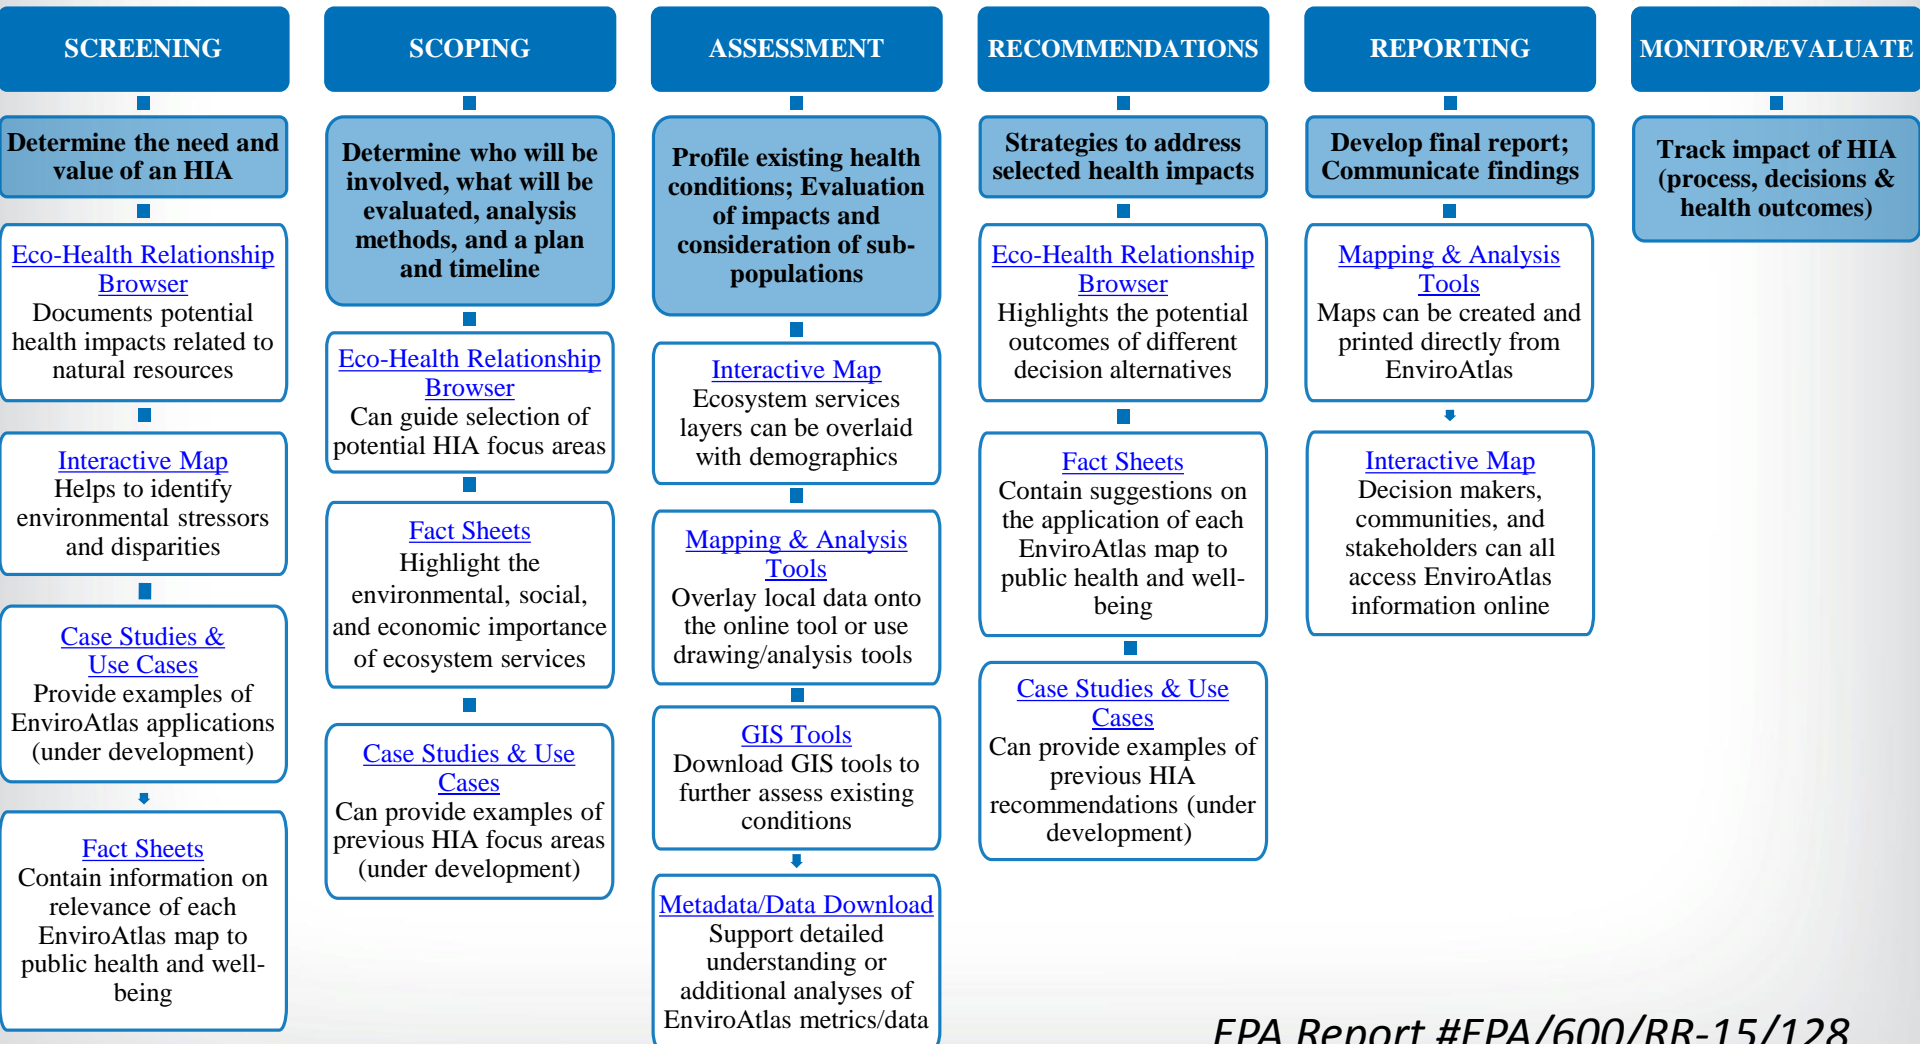 SCREENING
Determine the need and
value of an HIA
Eco-Health Relationship
Browser
Documents potential
health impacts related to
natural resources
Interactive Map
Helps to identify
environmental stressors
and disparities
Case Studies &
Use Cases
Provide examples of
EnviroAtlas applications
(under development)
Fact Sheets
Contain information on
relevance of each
EnviroAtlas map to
public health and well-
being
SCOPING
Determine who will be
involved, what will be
evaluated, analysis
methods, and a plan
and timeline
Eco-Health Relationship
Browser
Can guide selection of
potential HIA focus areas
Fact Sheets
Highlight the
environmental, social,
and economic importance
of ecosystem services
Case Studies & Use
Cases
Can provide examples of
previous HIA focus areas
(under development)
ASSESSMENT
Profile existing health
conditions; Evaluation
of impacts and
consideration of sub-
populations
Interactive Map
Ecosystem services
layers can be overlaid
with demographics
Mapping & Analysis
Tools
Overlay local data onto
the online tool or use
drawing/analysis tools
GIS Tools
Download GIS tools to
further assess existing
conditions
Metadata/Data Download
Support detailed
understanding or
additional analyses of
EnviroAtlas metrics/data
RECOMMENDATIONS
Strategies to address
selected health impacts
Eco-Health Relationship
Browser
Highlights the potential
outcomes of different
decision alternatives
Fact Sheets
Contain suggestions on
the application of each
EnviroAtlas map to
public health and well-
being
Case Studies & Use
Cases
Can provide examples of
previous HIA
recommendations (under
development)
REPORTING
Develop final report;
Communicate findings
Mapping & Analysis
Tools
Maps can be created and
printed directly from
EnviroAtlas
Interactive Map
Decision makers,
communities, and
stakeholders can all
access EnviroAtlas
information online
MONITOR/EVALUATE
Track impact of HIA
(process, decisions &
health outcomes)
EPA Report #EPA/600/RR-15/128